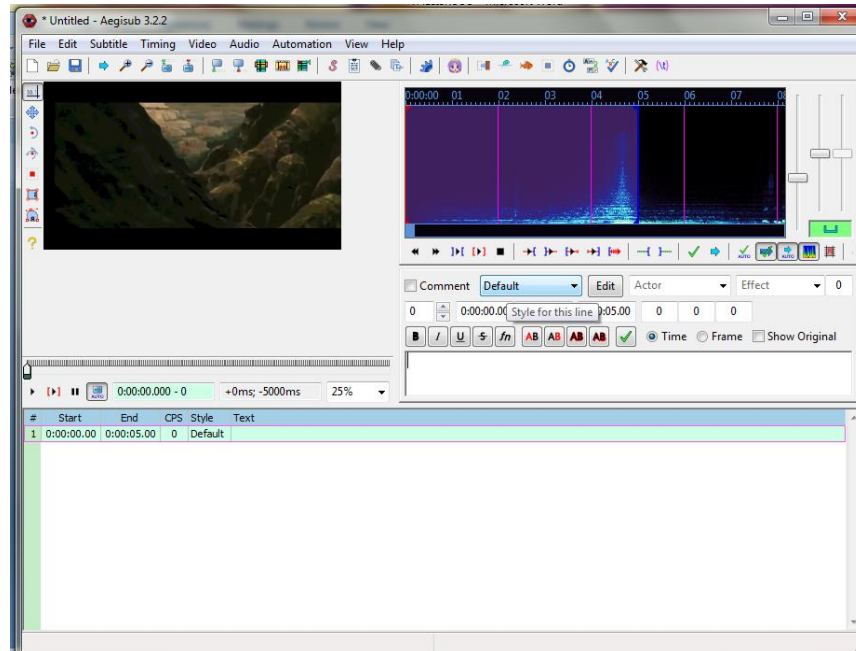 * Untitled - Aegisub 3.2.2
File Edit Subtitle Timing Video Audio Automation View Help
0:00:00 01 02 03 04 05 06 07
Comment Default Edit Actor Effect 0
0 0:00:00.00 Style for this line 0:05.00 0 0 0
B I U S fn AB AB AB AB Time Frame Show Original
0:00:00.000 - 0 +0ms; -5000ms 25%
# Start End CPS Style Text
1 0:00:00.00 0:00:05.00 0 Default